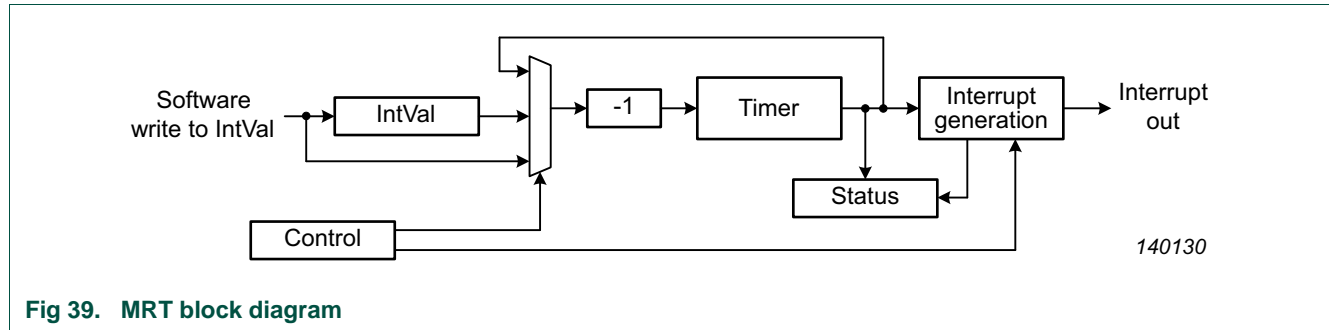 Software
write to IntVal
IntVal
-1
Timer
Interrupt
generation
Interrupt
out
Status
Control
140130
Fig 39. MRT block diagram